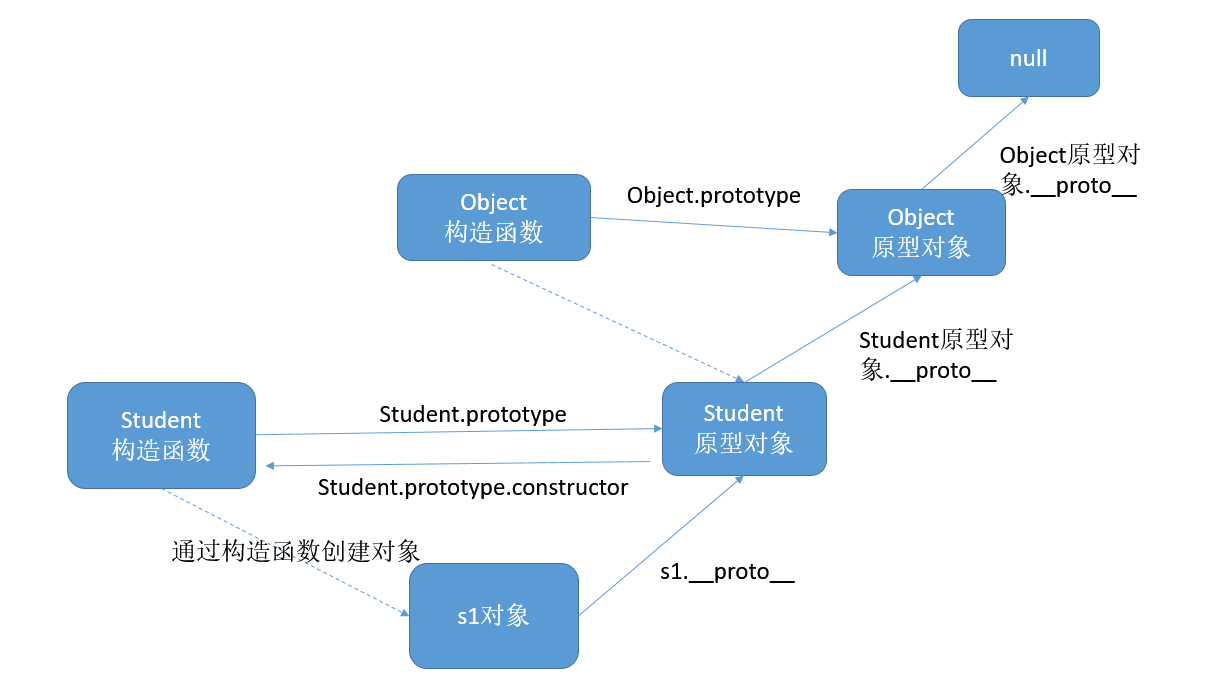 null
Object原型对
象.__proto__
Object
构造函数
Object.prototype
Object
原型对象
Student原型对
象.__proto__
Student
构造函数
Student.prototype
Student
原型对象
Student.prototype.constructor
通过构造函数创建对象
s1.__proto__
s1对象